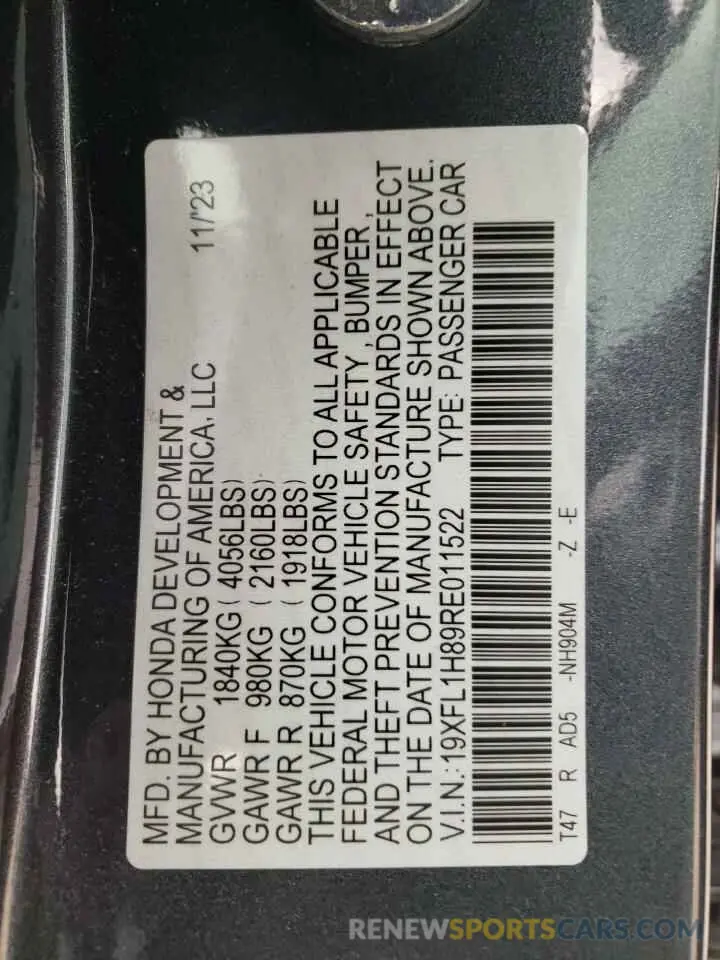 MFD. BY HONDA DEVELOPMENT &
MANUFACTURING OF AMERICA, LLC 11/23
GVWR 1840KG ( 4056LBS)
GAWR F 980KG ( 2160LBS)
GAWR R 870KG ( 1918LBS)
THIS VEHICLE CONFORMS TO ALL APPLICABLE
FEDERAL MOTOR VEHICLE SAFETY , BUMPER ,
AND THEFT PREVENTION STANDARDS IN EFFECT
ON THE DATE OF MANUFACTURE SHOWN ABOVE.
V.I.N.: 19XFL1H89RE011522 TYPE: PASSENGER CAR
T47 R AD5 -NH904M -Z -E
RENEWSPORTSCARS.COM